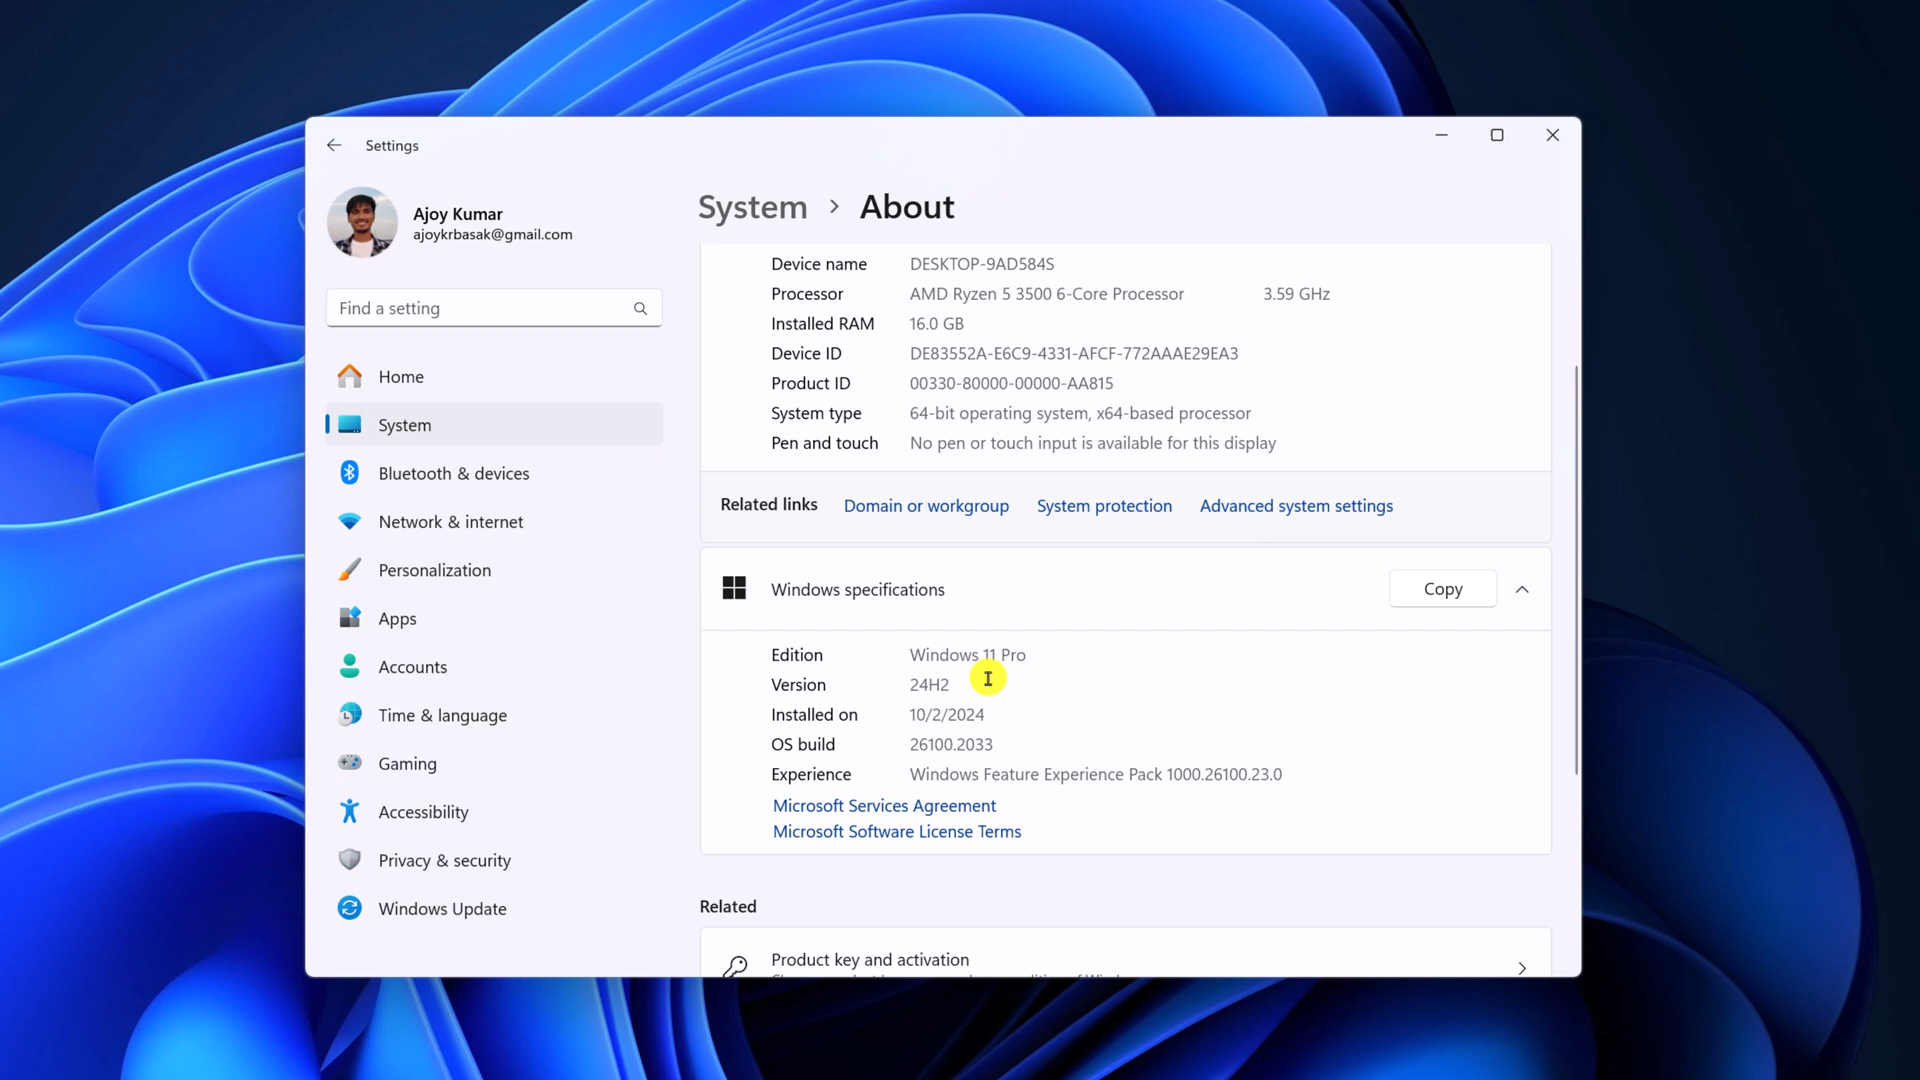 Settings
Ajoy Kumar
ajoykrbasak@gmail.com
Find a setting
Home
System
Bluetooth & devices
Network & internet
Personalization
Apps
Accounts
Time & language
Gaming
Accessibility
Privacy & security
Windows Update
System > About
Device name DESKTOP-9AD584S
Processor AMD Ryzen 5 3500 6-Core Processor 3.59 GHz
Installed RAM 16.0 GB
Device ID DE83552A-E6C9-4331-AFCF-772AAAE29EA3
Product ID 00330-80000-00000-AA815
System type 64-bit operating system, x64-based processor
Pen and touch No pen or touch input is available for this display
Related links Domain or workgroup System protection Advanced system settings
Windows specifications Copy
Edition Windows 11 Pro
Version 24H2
Installed on 10/2/2024
OS build 26100.2033
Experience Windows Feature Experience Pack 1000.26100.23.0
Microsoft Services Agreement
Microsoft Software License Terms
Related
Product key and activation